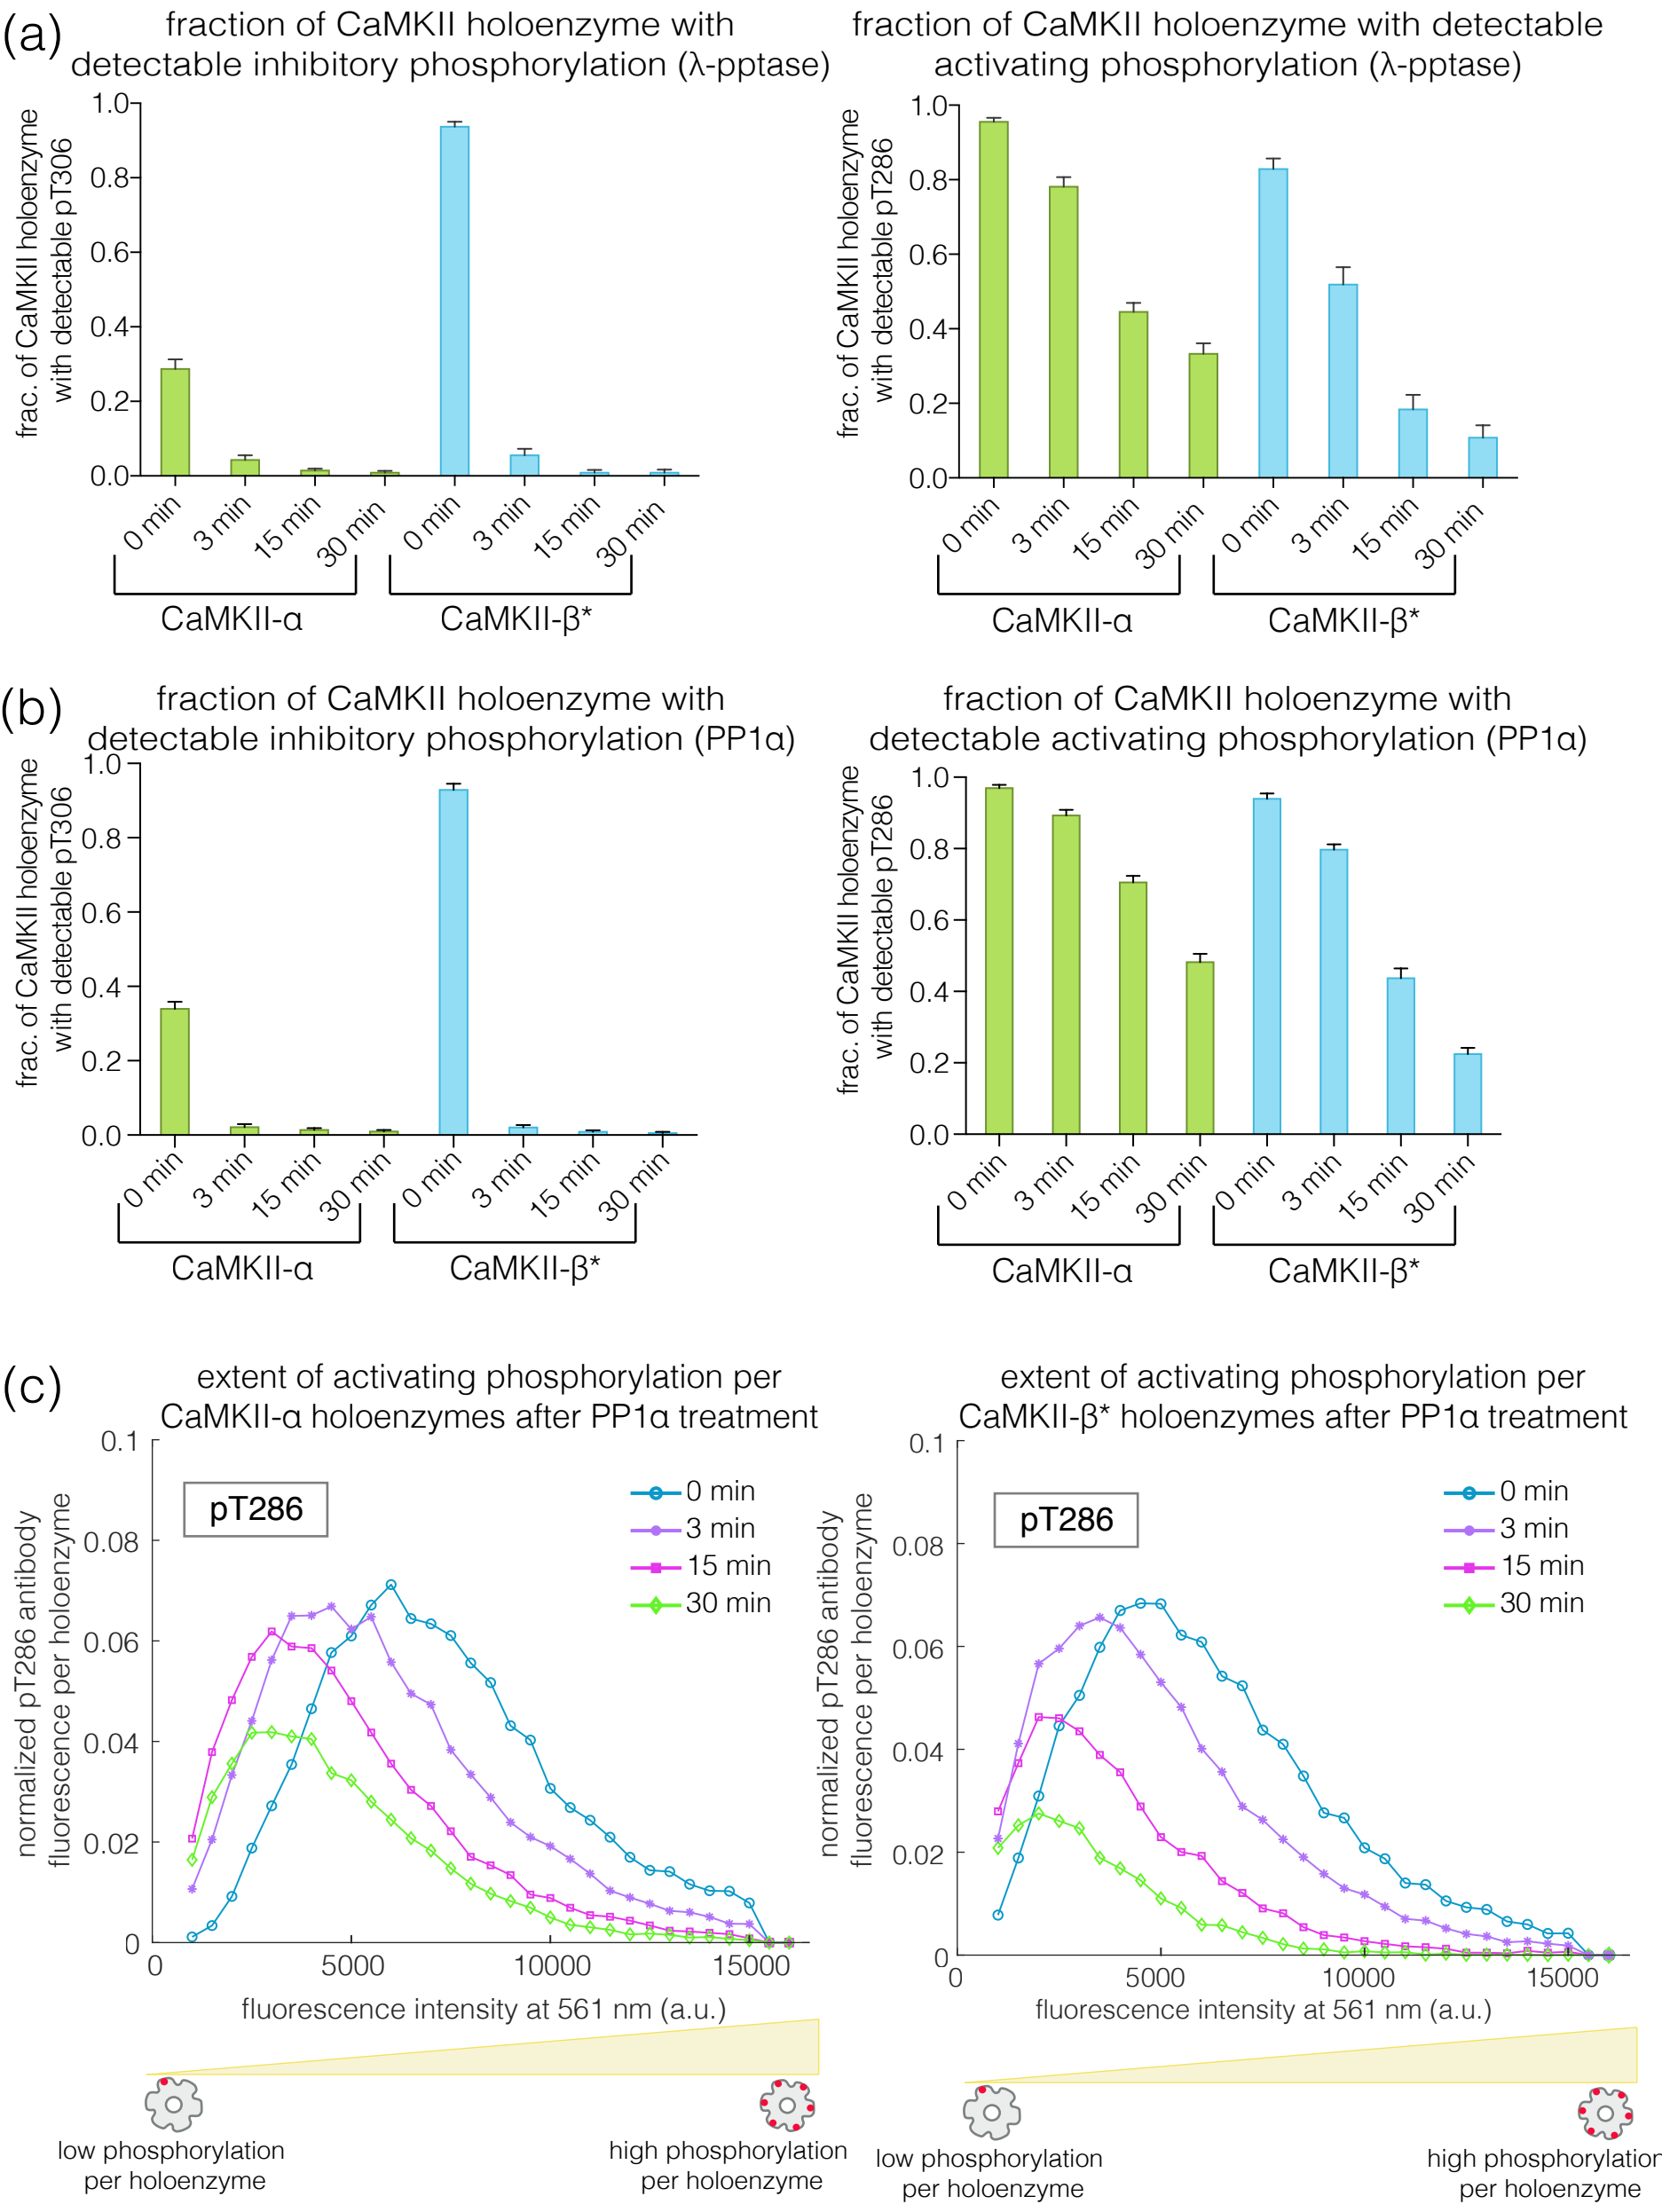 (a)
fraction of CaMKII holoenzyme with
detectable inhibitory phosphorylation (λ-pptase)
frac. of CaMKII holoenzyme
with detectable pT306
1.0
0.8
0.6
0.4
0.2
0.0
0 min
3 min
15 min
30 min
0 min
3 min
15 min
30 min
CaMKII-α
CaMKII-β*
fraction of CaMKII holoenzyme with detectable
activating phosphorylation (λ-pptase)
frac. of CaMKII holoenzyme
with detectable pT286
1.0
0.8
0.6
0.4
0.2
0.0
0 min
3 min
15 min
30 min
0 min
3 min
15 min
30 min
CaMKII-α
CaMKII-β*
(b)
fraction of CaMKII holoenzyme with
detectable inhibitory phosphorylation (PP1α)
frac. of CaMKII holoenzyme
with detectable pT306
1.0
0.8
0.6
0.4
0.2
0.0
0 min
3 min
15 min
30 min
0 min
3 min
15 min
30 min
CaMKII-α
CaMKII-β*
fraction of CaMKII holoenzyme with
detectable activating phosphorylation (PP1α)
frac. of CaMKII holoenzyme
with detectable pT286
1.0
0.8
0.6
0.4
0.2
0.0
0 min
3 min
15 min
30 min
0 min
3 min
15 min
30 min
CaMKII-α
CaMKII-β*
(c)
extent of activating phosphorylation per
CaMKII-α holoenzymes after PP1α treatment
normalized pT286 antibody
fluorescence per holoenzyme
0.1
0.08
0.06
0.04
0.02
0
pT286
0 min
3 min
15 min
30 min
0
5000
10000
15000
fluorescence intensity at 561 nm (a.u.)
low phosphorylation
per holoenzyme
high phosphorylation
per holoenzyme
extent of activating phosphorylation per
CaMKII-β* holoenzymes after PP1α treatment
normalized pT286 antibody
fluorescence per holoenzyme
0.1
0.08
0.06
0.04
0.02
0
pT286
0 min
3 min
15 min
30 min
0
5000
10000
15000
fluorescence intensity at 561 nm (a.u.)
low phosphorylation
per holoenzyme
high phosphorylation
per holoenzyme